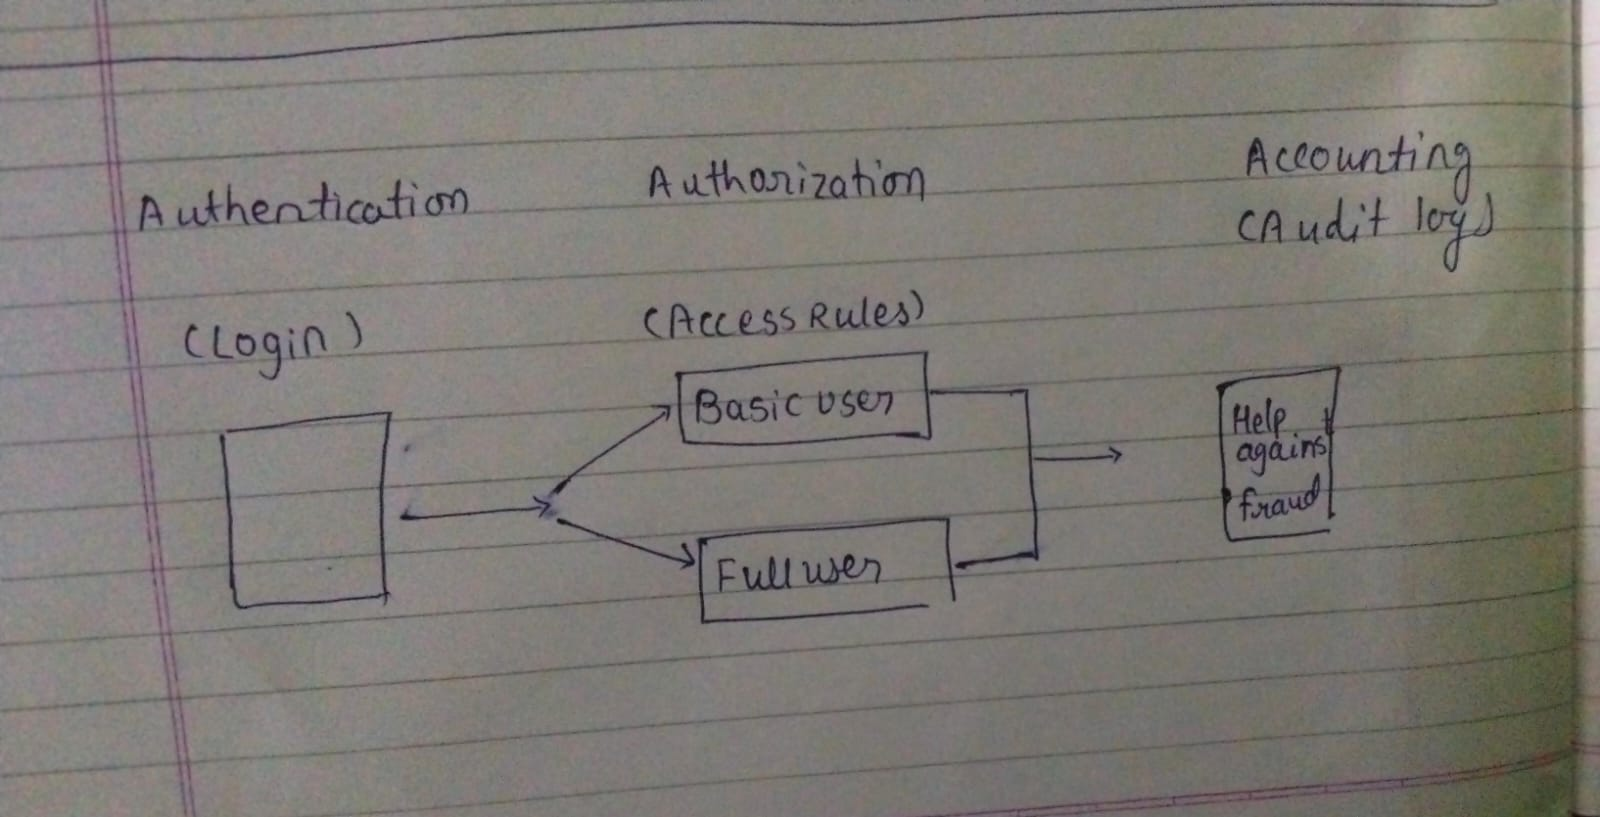 Authentication
Authorization
Accounting
(Audit logs)
(Login)
(Access Rules)
Basic user
Full user
Help
agains
fraud